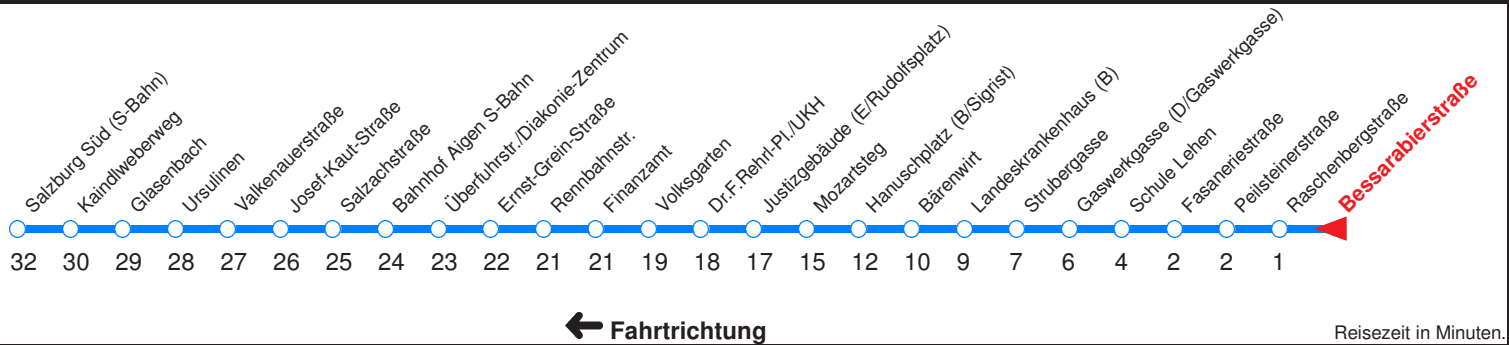 Salzburg Süd (S-Bahn)
Kaindlweberweg
Glasenbach
Ursulinen
Valkenauerstraße
Josef-Kaut-Straße
Salzachstraße
Bahnhof Aigen S-Bahn
Überfuhrstr./Diakonie-Zentrum
Ernst-Grein-Straße
Rennbahnstr.
Finanzamt
Volksgarten
Dr.F.Rehrl-Pl./UKH
Justizgebäude (E/Rudolfsplatz)
Mozartsteg
Hanuschplatz (B/Sigrist)
Bärenwirt
Landeskrankenhaus (B)
Strubergasse
Gaswerkgasse (D/Gaswerkgasse)
Schule Lehen
Fasaneriestraße
Peilsteinerstraße
Raschenbergstraße
Bessarabierstraße
32 30 29 28 27 26 25 24 23 22 21 21 19 18 17 15 12 10 9 7 6 4 2 2 1
Fahrtrichtung
Reisezeit in Minuten.